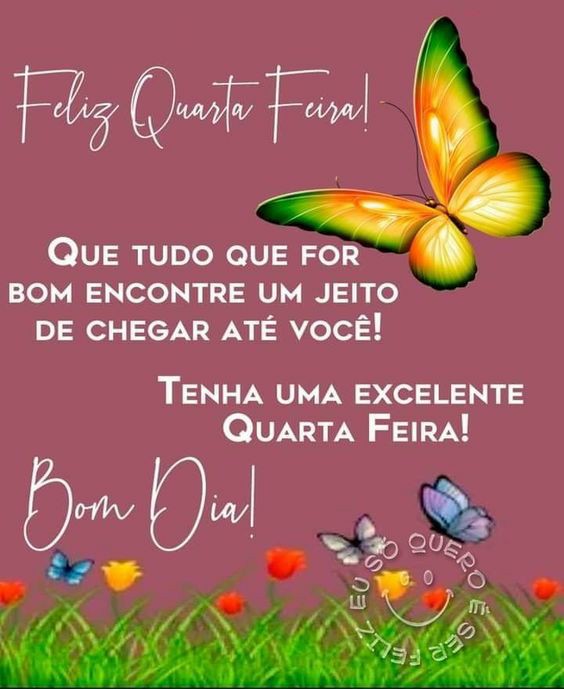 Feliz Quarta Feira!
QUE TUDO QUE FOR
BOM ENCONTRE UM JEITO
DE CHEGAR ATÉ VOCÊ!
TENHA UMA EXCELENTE
QUARTA FEIRA!
Bom Dia!
EU SÓ QUERO É SER FELIZ